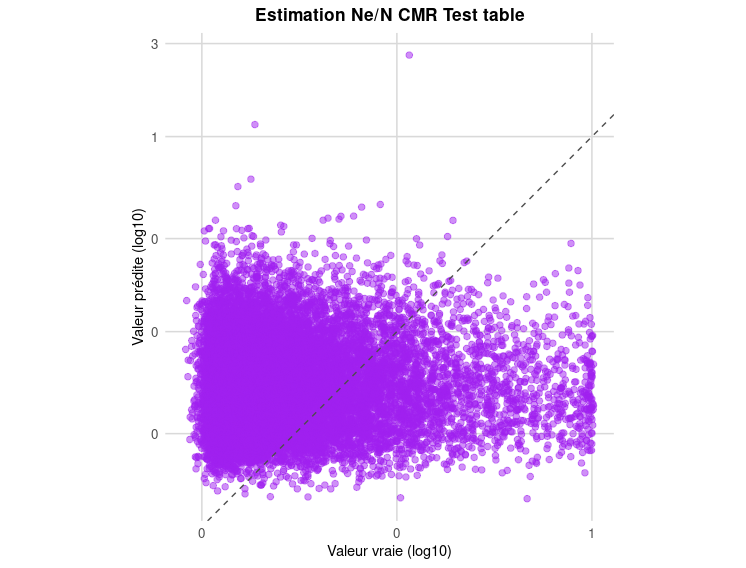 Estimation Ne/N CMR Test table
3
1
0
0
0
Valeur prédite (log10)
0
0
1
Valeur vraie (log10)